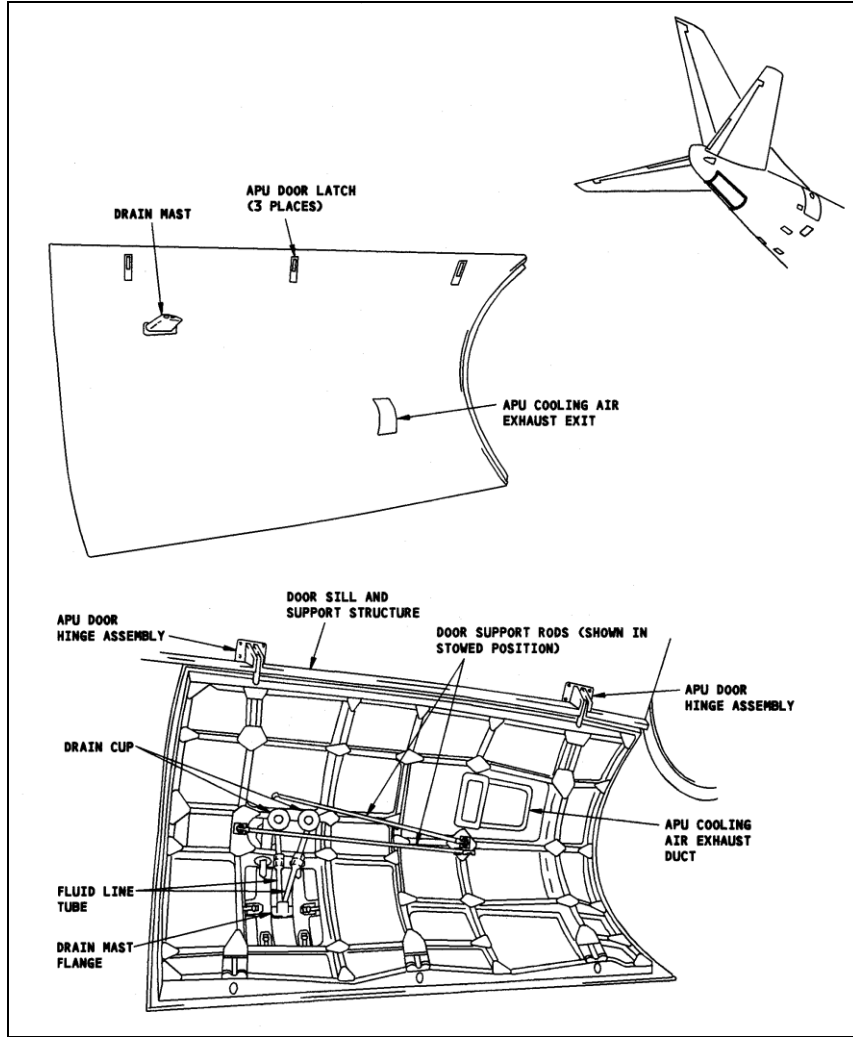 APU DOOR LATCH
(3 PLACES)
DRAIN MAST
APU COOLING AIR
EXHAUST EXIT
DOOR SILL AND
SUPPORT STRUCTURE
APU DOOR
HINGE ASSEMBLY
DOOR SUPPORT RODS (SHOWN IN
STOWED POSITION)
APU DOOR
HINGE ASSEMBLY
DRAIN CUP
APU COOLING
AIR EXHAUST
DUCT
FLUID LINE
TUBE
DRAIN MAST
FLANGE